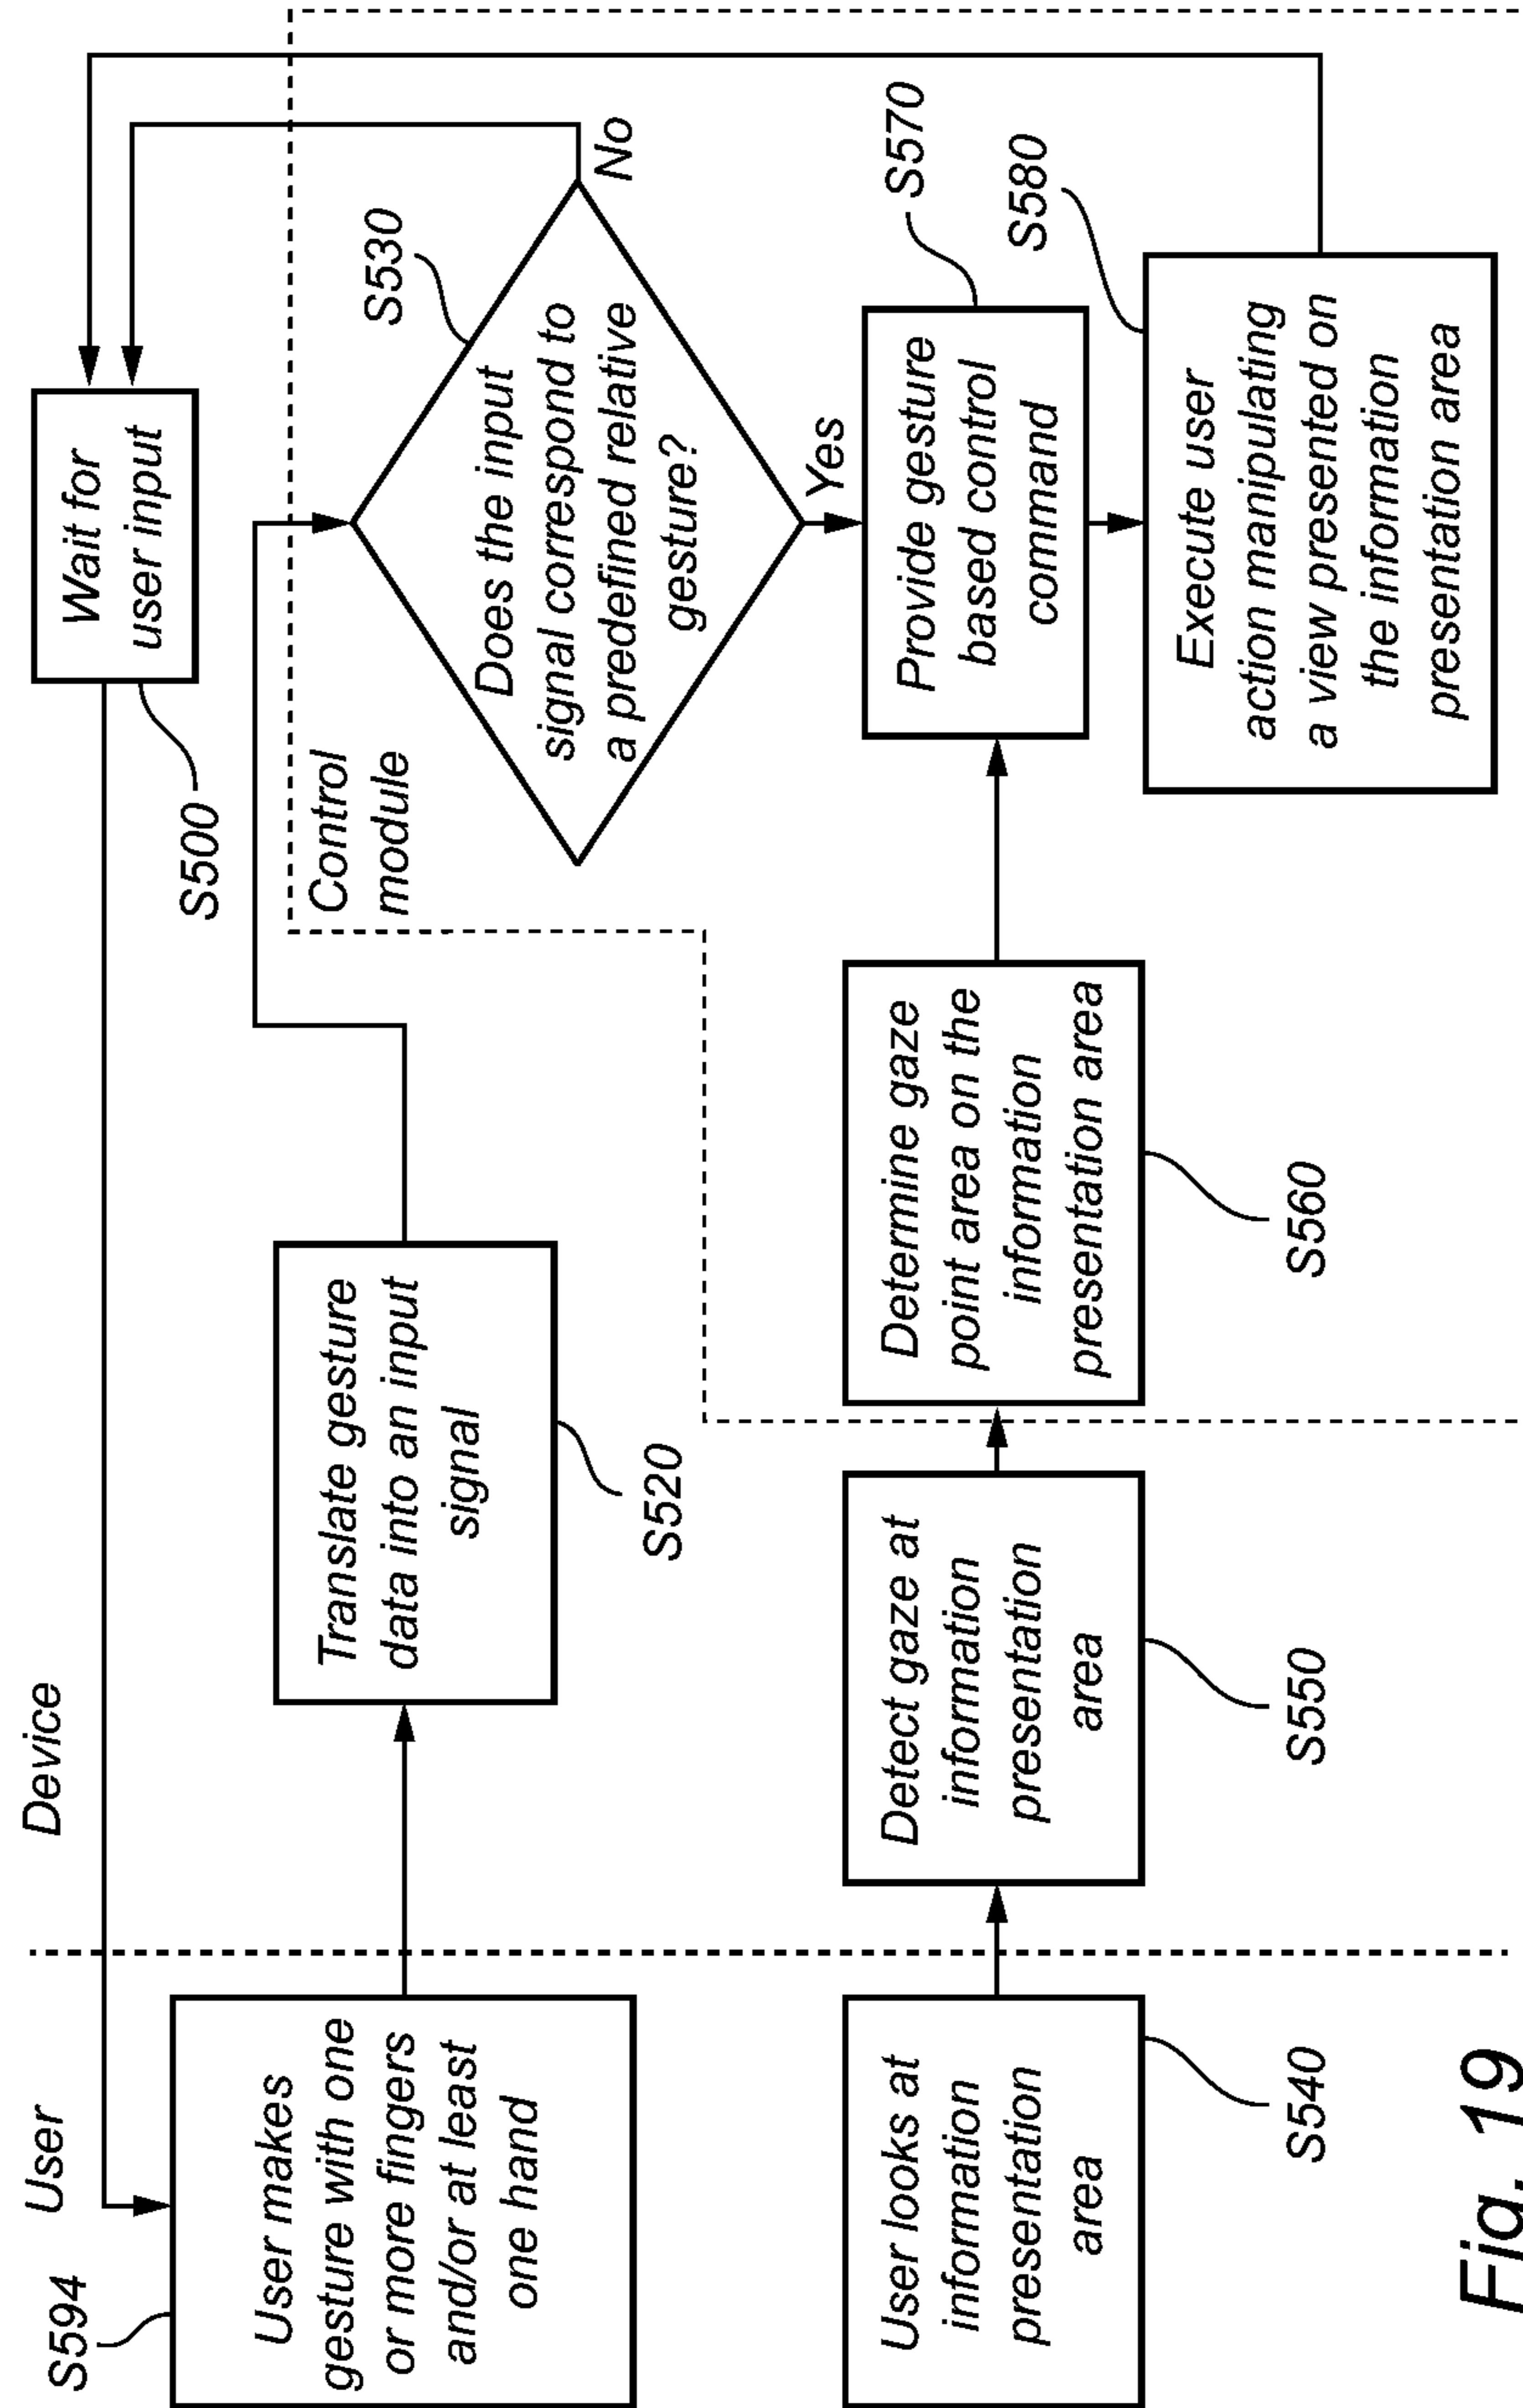 S594
User
Device
User makes
gesture with one
or more fingers
and/or at least
one hand
Translate gesture
data into an input
signal
S520
S500
Wait for
user input
Control
module
S530
Does the input
signal correspond to
a predefined relative
gesture?
No
Yes
User looks at
information
presentation
area
S540
Detect gaze at
information
presentation
area
S550
Determine gaze
point area on the
information
presentation area
S560
Provide gesture
based control
command
S570
Execute user
action manipulating
a view presented on
the information
presentation area
S580
Fig. 19